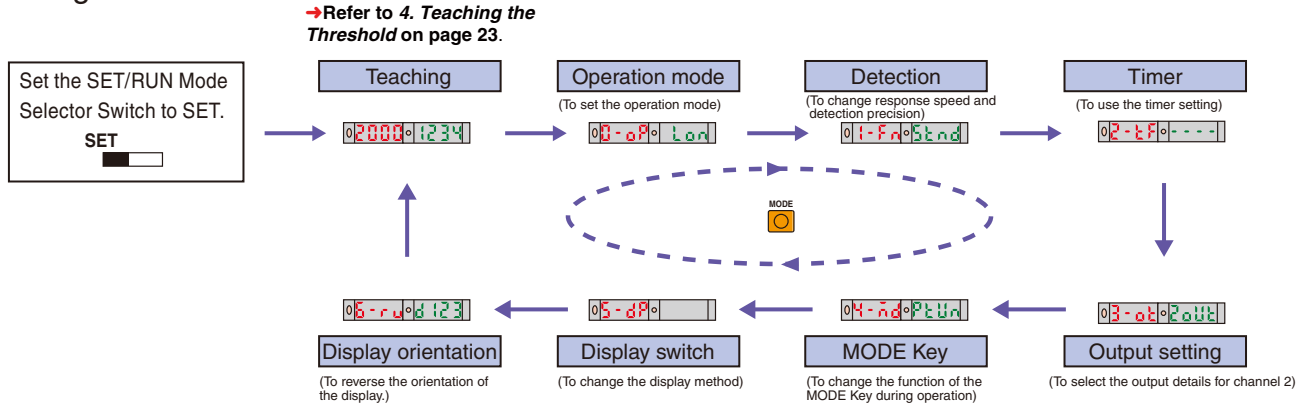 →Refer to 4. Teaching the
Threshold on page 23.
Set the SET/RUN Mode
Selector Switch to SET.
SET
Teaching
2000 1234
Operation mode
(To set the operation mode)
0-oP Lon
Detection
(To change response speed and
detection precision)
1-Fn Stnd
Timer
(To use the timer setting)
2-tF ----
MODE
6-ru d123
Display orientation
(To reverse the orientation of
the display.)
5-dP
Display switch
(To change the display method)
4-md PtUn
MODE Key
(To change the function of the
MODE Key during operation)
3-ot 2oUt
Output setting
(To select the output details for channel 2)